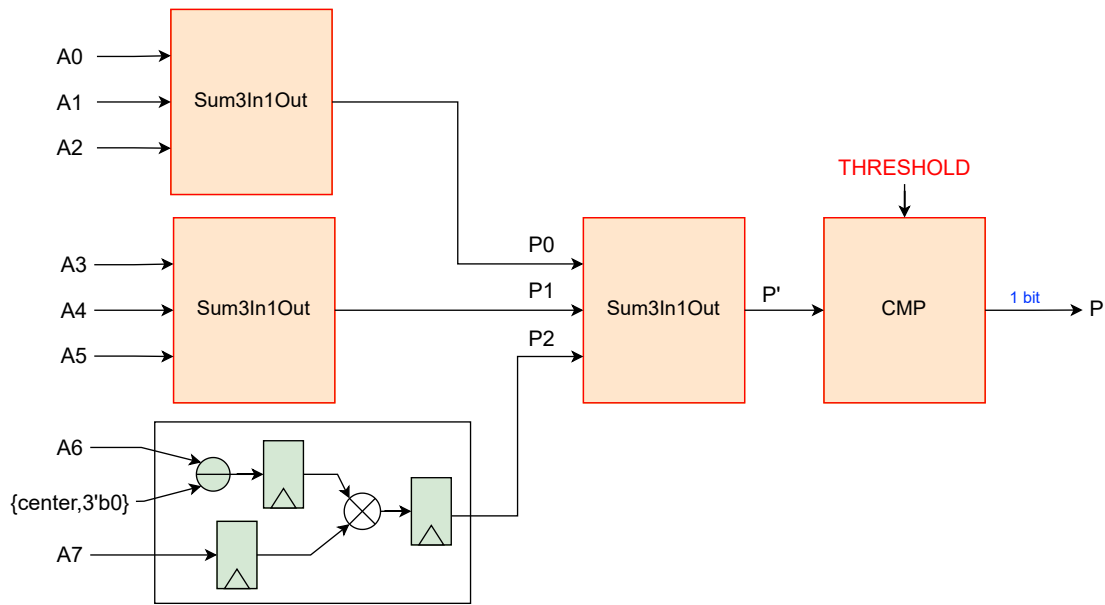 A0
A1
A2
Sum3In1Out
THRESHOLD
A3
A4
A5
Sum3In1Out
P0
P1
P2
Sum3In1Out
P'
CMP
1 bit
P
A6
{center,3'b0}
A7